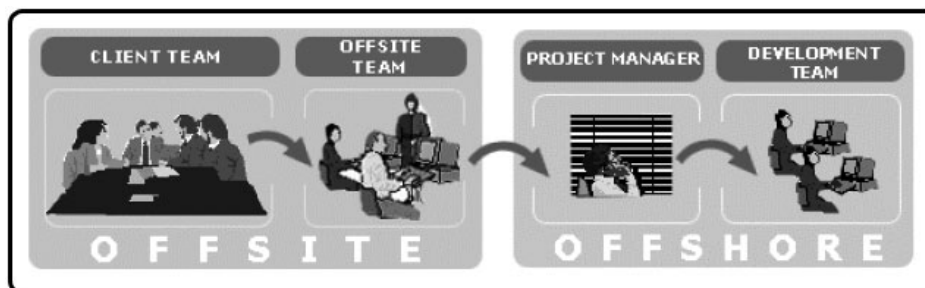 CLIENT TEAM
OFFSITE
TEAM
PROJECT MANAGER
DEVELOPMENT
TEAM
OFFSITE
OFFSHORE